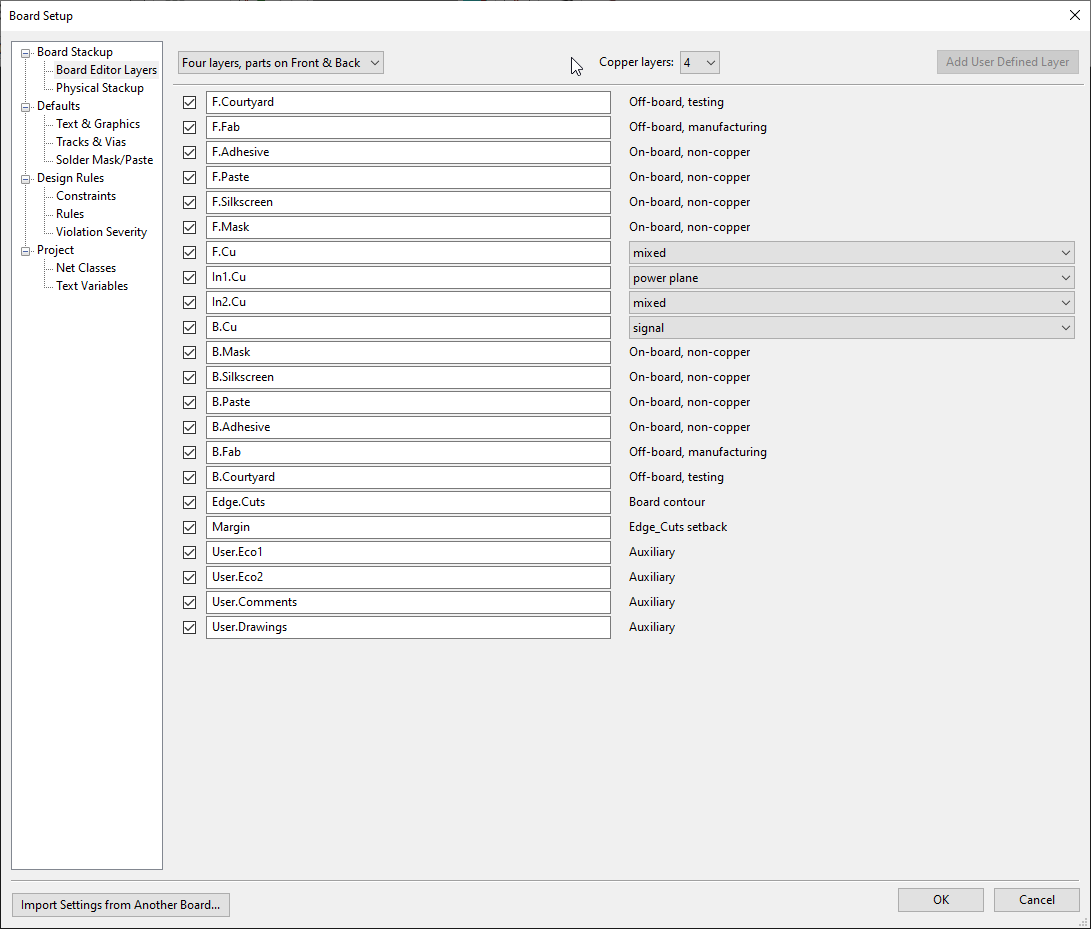 Board Setup
Board Stackup
Board Editor Layers
Physical Stackup
Defaults
Text & Graphics
Tracks & Vias
Solder Mask/Paste
Design Rules
Constraints
Rules
Violation Severity
Project
Net Classes
Text Variables
Four layers, parts on Front & Back
Copper layers: 4
Add User Defined Layer
F.Courtyard Off-board, testing
F.Fab Off-board, manufacturing
F.Adhesive On-board, non-copper
F.Paste On-board, non-copper
F.Silkscreen On-board, non-copper
F.Mask On-board, non-copper
F.Cu mixed
In1.Cu power plane
In2.Cu mixed
B.Cu signal
B.Mask On-board, non-copper
B.Silkscreen On-board, non-copper
B.Paste On-board, non-copper
B.Adhesive On-board, non-copper
B.Fab Off-board, manufacturing
B.Courtyard Off-board, testing
Edge.Cuts Board contour
Margin Edge_Cuts setback
User.Eco1 Auxiliary
User.Eco2 Auxiliary
User.Comments Auxiliary
User.Drawings Auxiliary
Import Settings from Another Board...
OK
Cancel